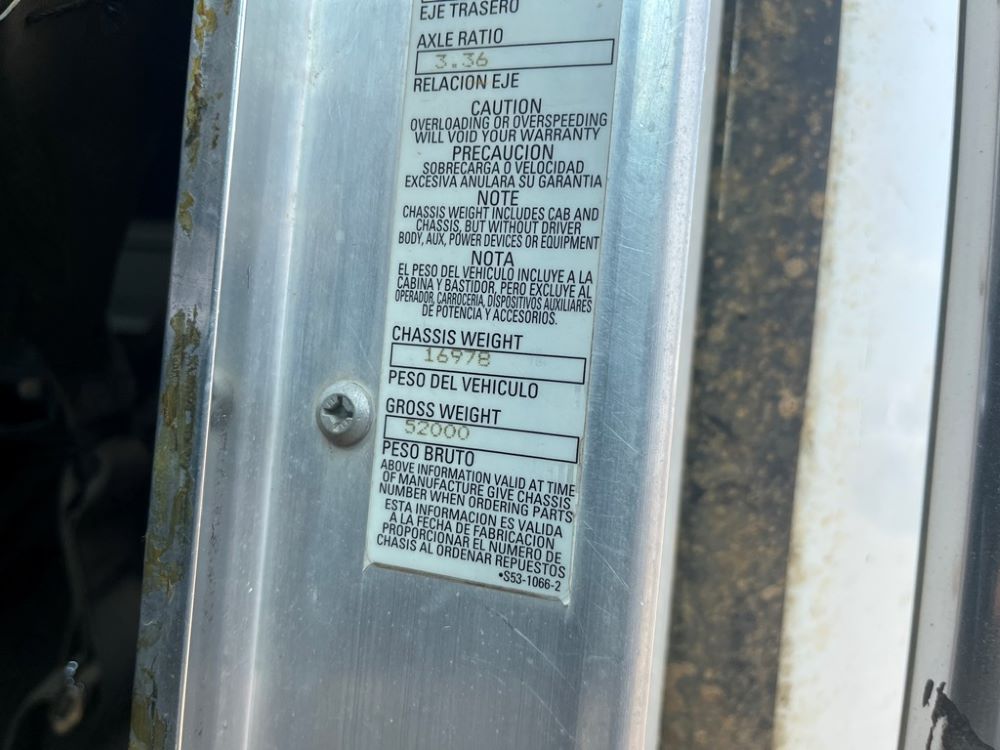 EJE TRASERO
AXLE RATIO
3.36
RELACION EJE
CAUTION
OVERLOADING OR OVERSPEEDING
WILL VOID YOUR WARRANTY
PRECAUCION
SOBRECARGA O VELOCIDAD
EXCESIVA ANULARA SU GARANTIA
NOTE
CHASSIS WEIGHT INCLUDES CAB AND
CHASSIS, BUT WITHOUT DRIVER
BODY, AUX, POWER DEVICES OR EQUIPMENT
NOTA
EL PESO DEL VEHICULO INCLUYE A LA
CABINA Y BASTIDOR, PERO EXCLUYE AL
OPERADOR, CARROCERIA, DISPOSITIVOS AUXILIARES
DE POTENCIA Y ACCESORIOS.
CHASSIS WEIGHT
16978
PESO DEL VEHICULO
GROSS WEIGHT
52000
PESO BRUTO
ABOVE INFORMATION VALID AT TIME
OF MANUFACTURE GIVE CHASSIS
NUMBER WHEN ORDERING PARTS
ESTA INFORMACION ES VALIDA
A LA FECHA DE FABRICACION
PROPORCIONAR EL NUMERO DE
CHASIS AL ORDENAR REPUESTOS
•S53-1066-2